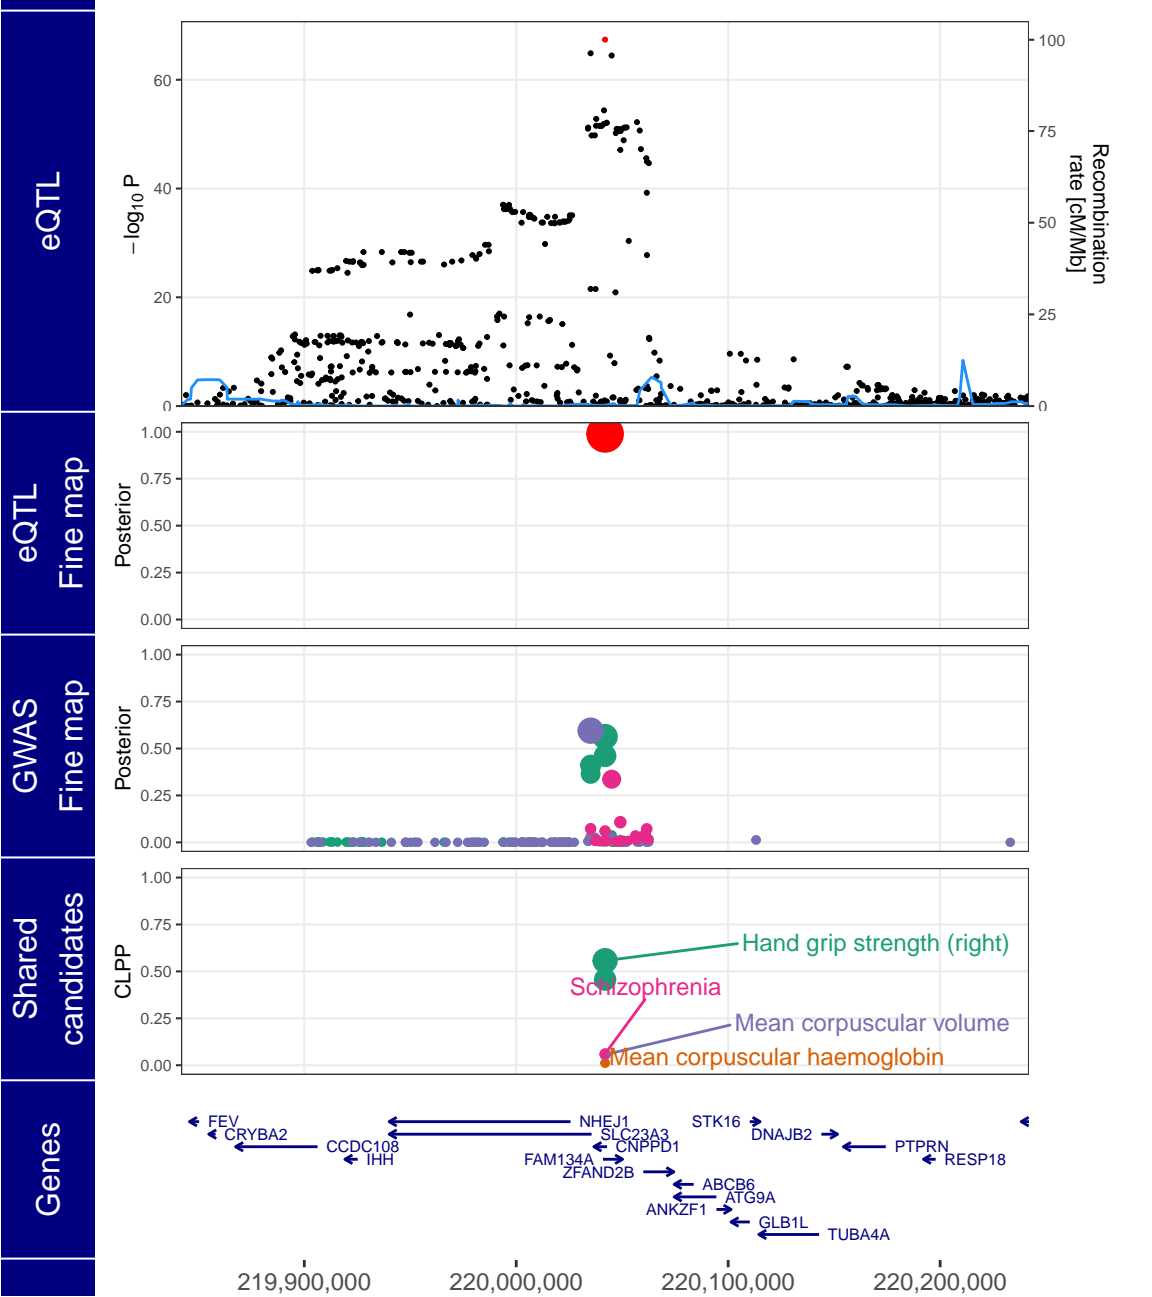 eQTL
−log10 P
60
40
20
0
100
75
50
25
0
Recombination
rate [cM/Mb]
eQTL
Fine map
Posterior
1.00
0.75
0.50
0.25
0.00
GWAS
Fine map
Posterior
1.00
0.75
0.50
0.25
0.00
Shared
candidates
CLPP
1.00
0.75
0.50
0.25
0.00
Hand grip strength (right)
Schizophrenia
Mean corpuscular volume
Mean corpuscular haemoglobin
Genes
FEV
NHEJ1
STK16
CRYBA2
SLC23A3
DNAJB2
CCDC108
CNPPD1
PTPRN
IHH
FAM134A
RESP18
ZFAND2B
ABCB6
ATG9A
ANKZF1
GLB1L
TUBA4A
219,900,000
220,000,000
220,100,000
220,200,000